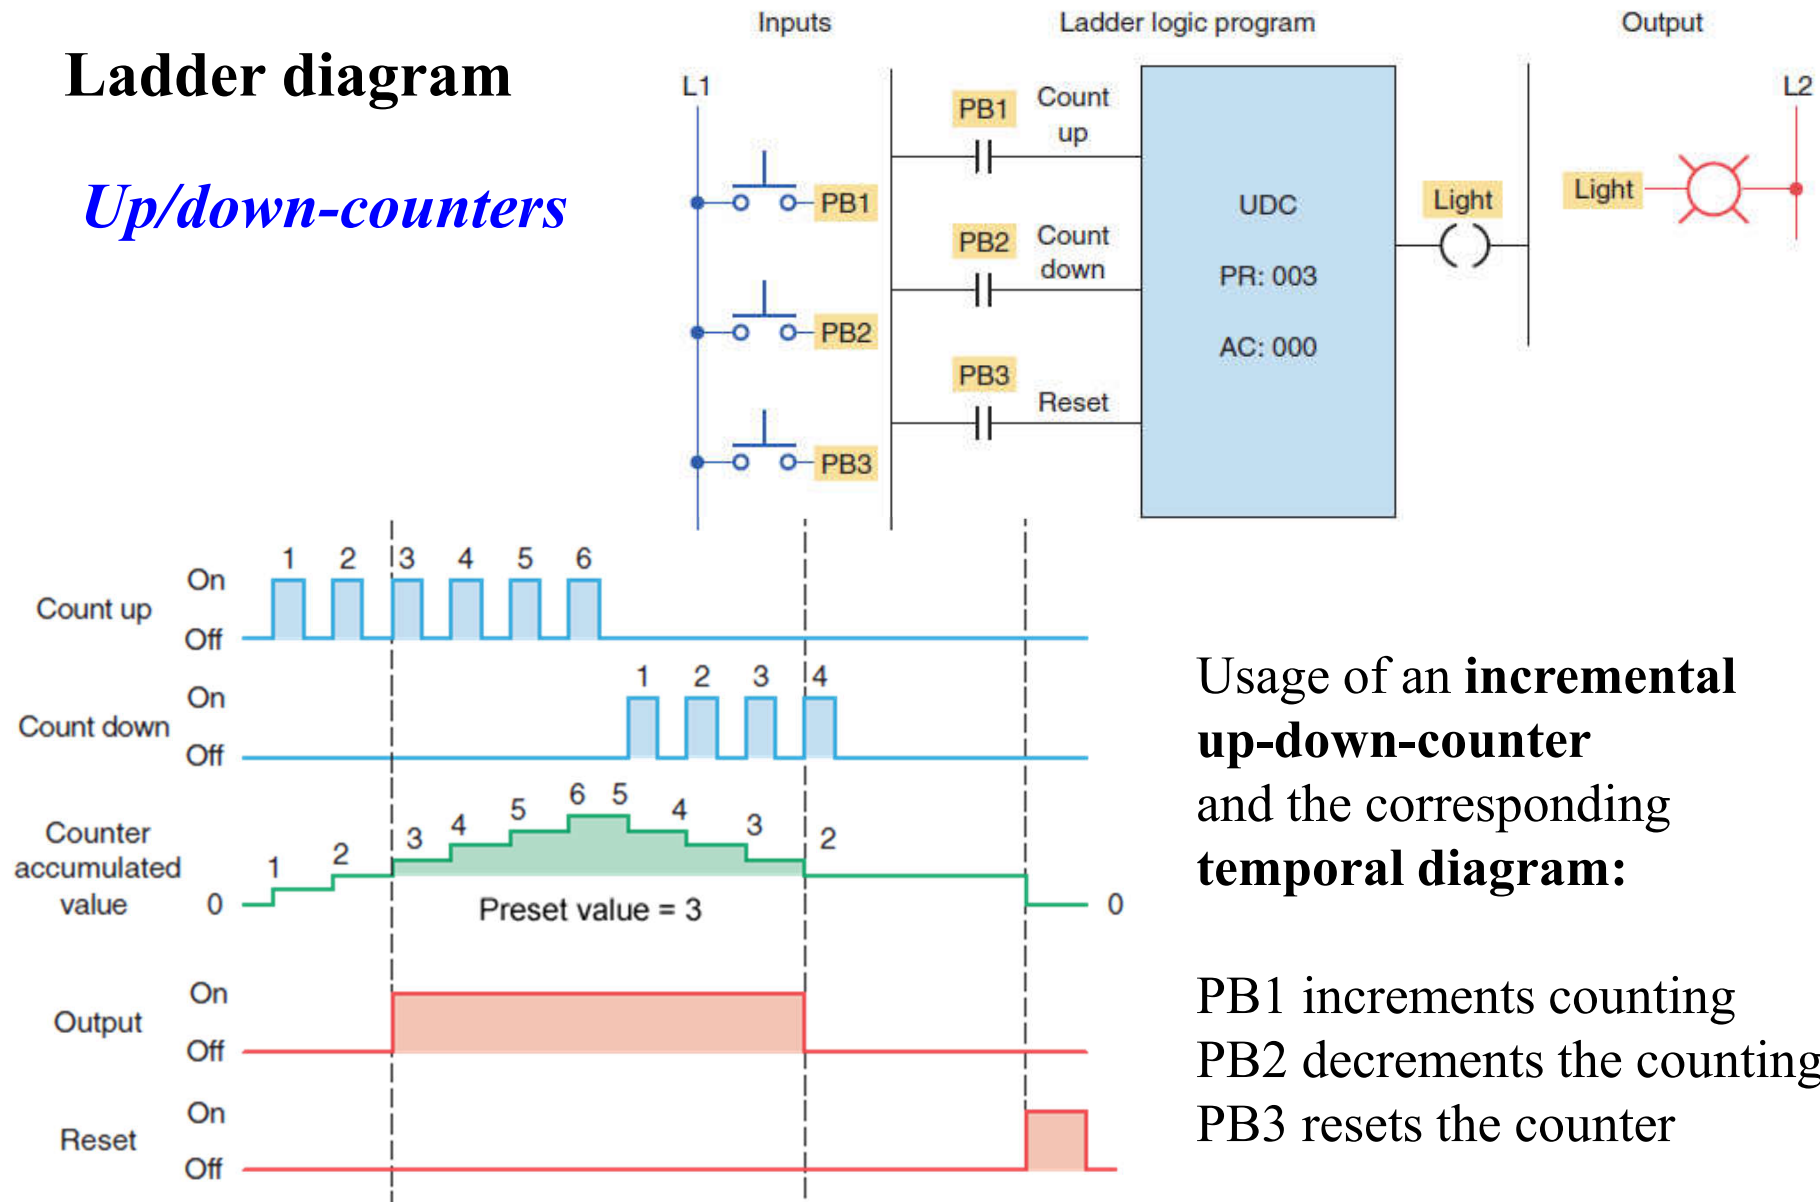 Ladder diagram
Up/down-counters
Inputs
Ladder logic program
Output
L1
PB1
PB2
PB3
PB1
Count
up
PB2
Count
down
PB3
Reset
UDC
PR: 003
AC: 000
Light
Light
L2
1 2 3 4 5 6
On
Count up
Off
1 2 3 4
On
Count down
Off
Counter
accumulated
value
0
1 2 3 4 5 6 5 4 3 2
0
Preset value = 3
On
Output
Off
On
Reset
Off
Usage of an incremental
up-down-counter
and the corresponding
temporal diagram:
PB1 increments counting
PB2 decrements the counting
PB3 resets the counter